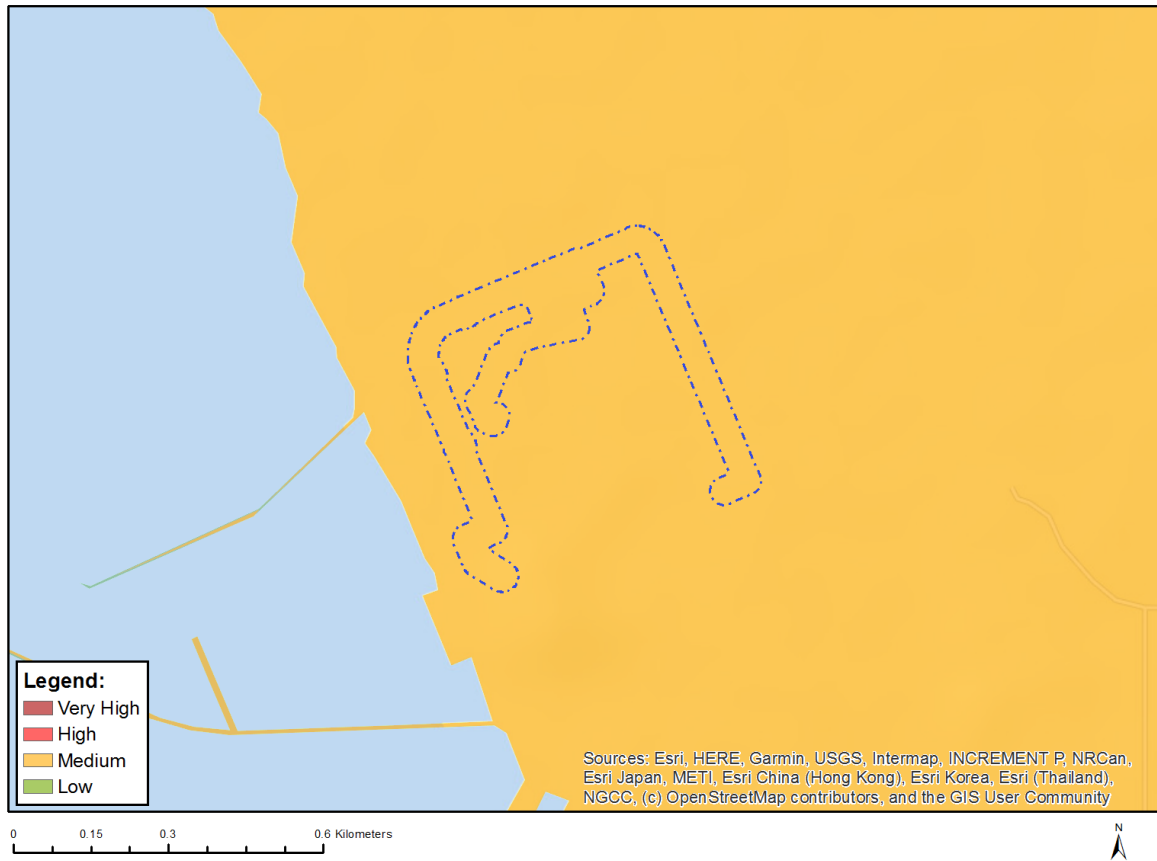 Legend:
Very High
High
Medium
Low
Sources: Esri, HERE, Garmin, USGS, Intermap, INCREMENT P, NRCan,
Esri Japan, METI, Esri China (Hong Kong), Esri Korea, Esri (Thailand),
NGCC, (c) OpenStreetMap contributors, and the GIS User Community
0 0.15 0.3 0.6 Kilometers
N